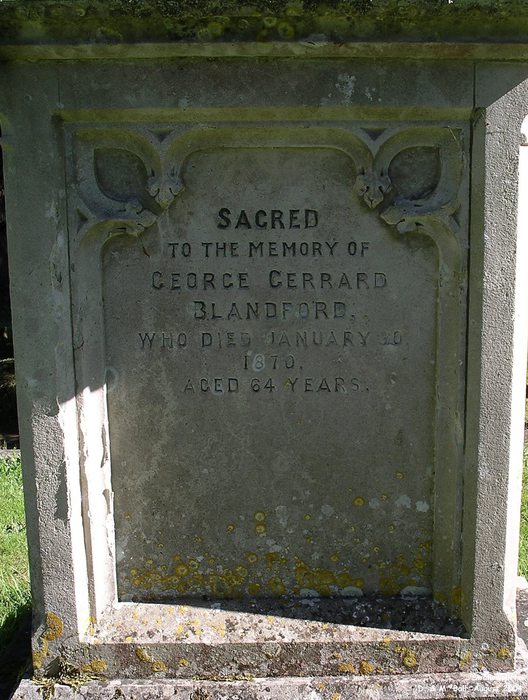 SACRED
TO THE MEMORY OF
GEORGE GERRARD
BLANDFORD,
WHO DIED JANUARY
1870,
AGED 64 YEARS.